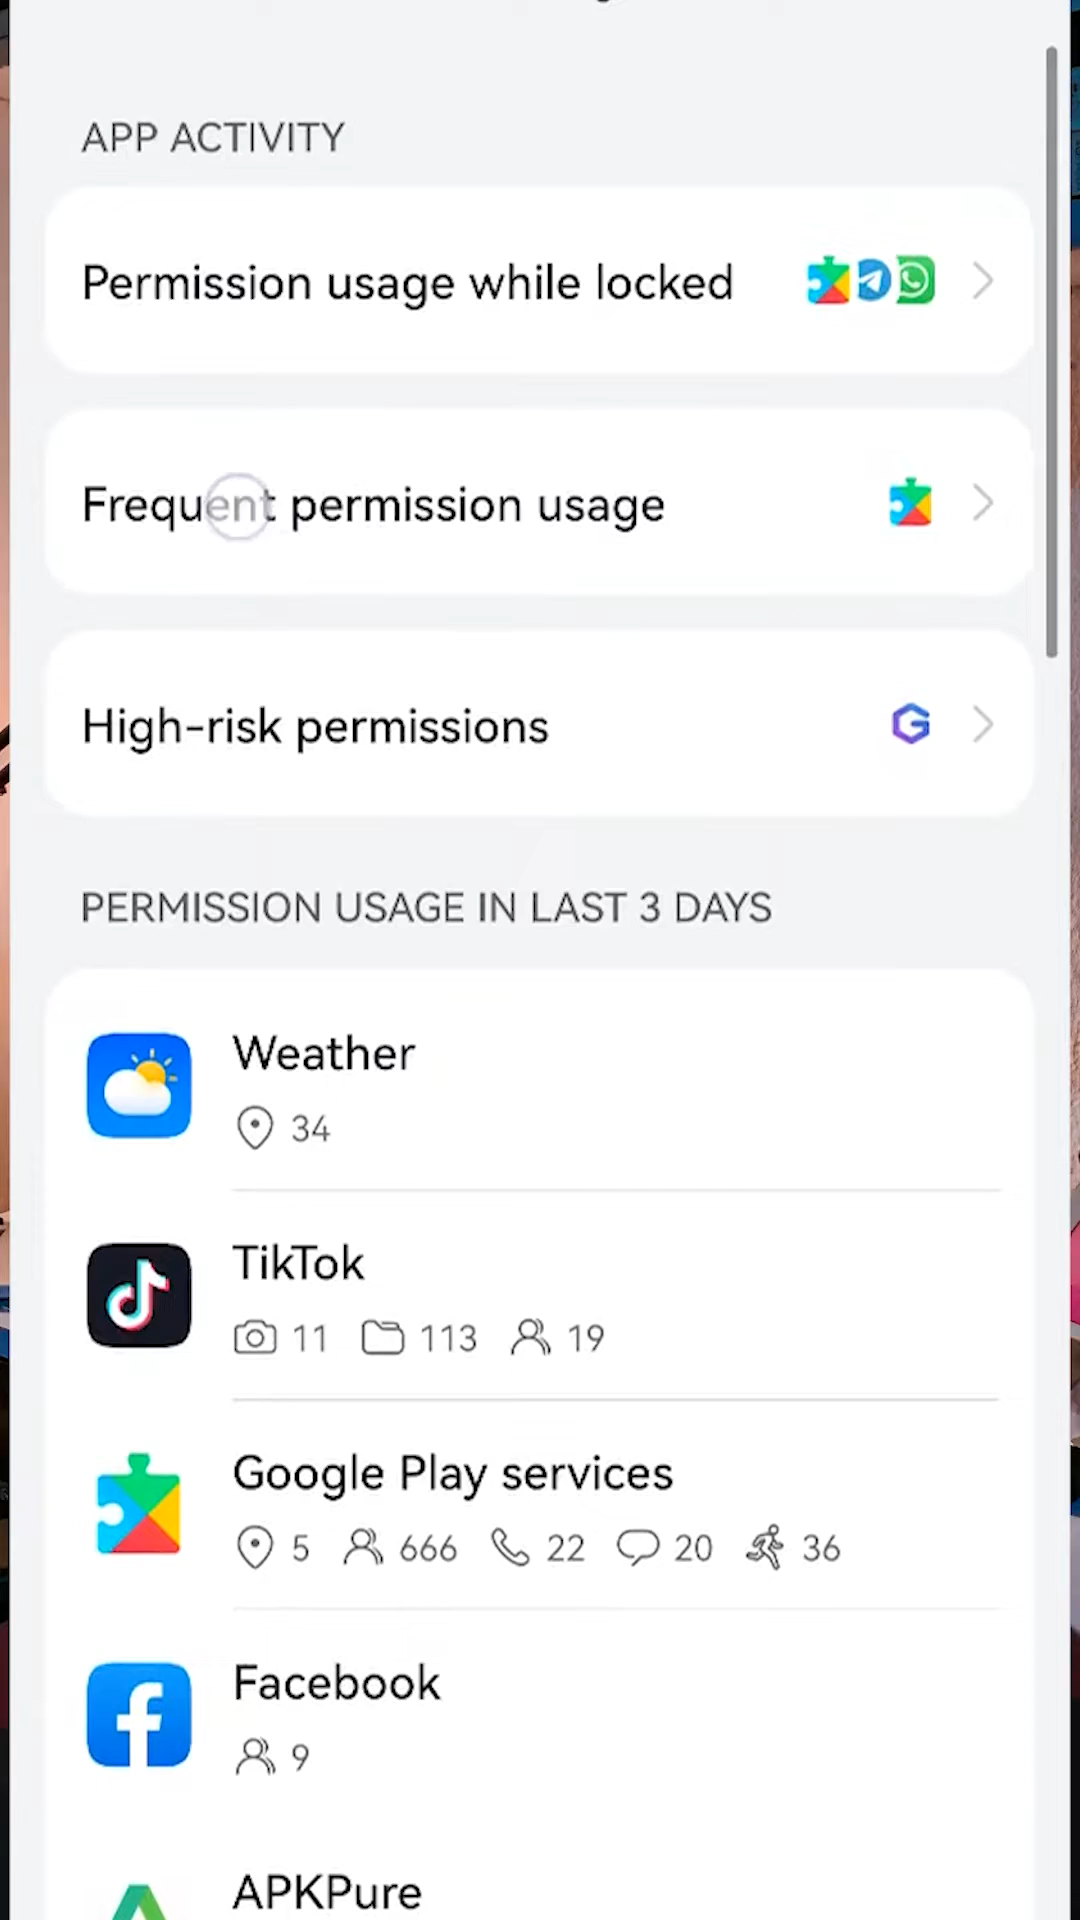 APP ACTIVITY
Permission usage while locked
Frequent permission usage
High-risk permissions
PERMISSION USAGE IN LAST 3 DAYS
Weather
34
TikTok
11 113 19
Google Play services
5 666 22 20 36
Facebook
9
APKPure